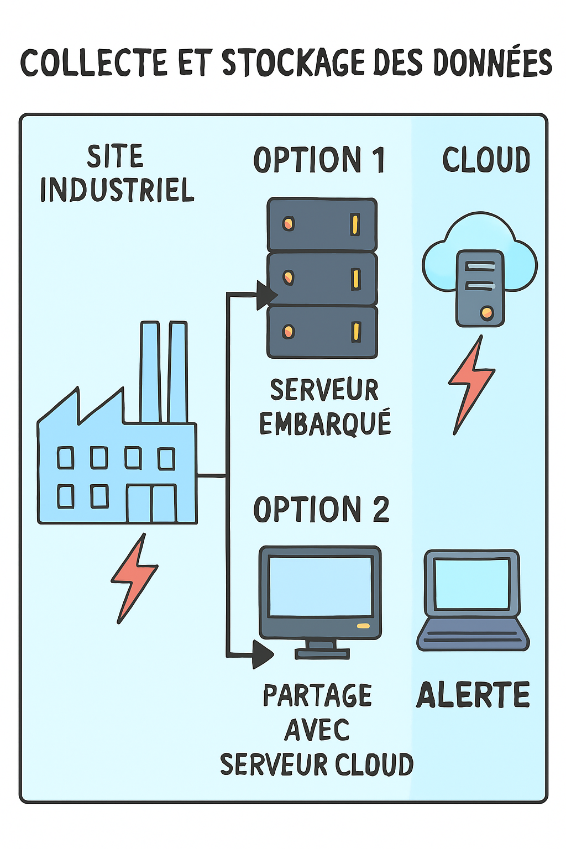 COLLECTE ET STOCKAGE DES DONNÉES
SITE
INDUSTRIEL
OPTION 1
SERVEUR
EMBARQUÉ
OPTION 2
PARTAGE
AVEC
SERVEUR CLOUD
CLOUD
ALERTE